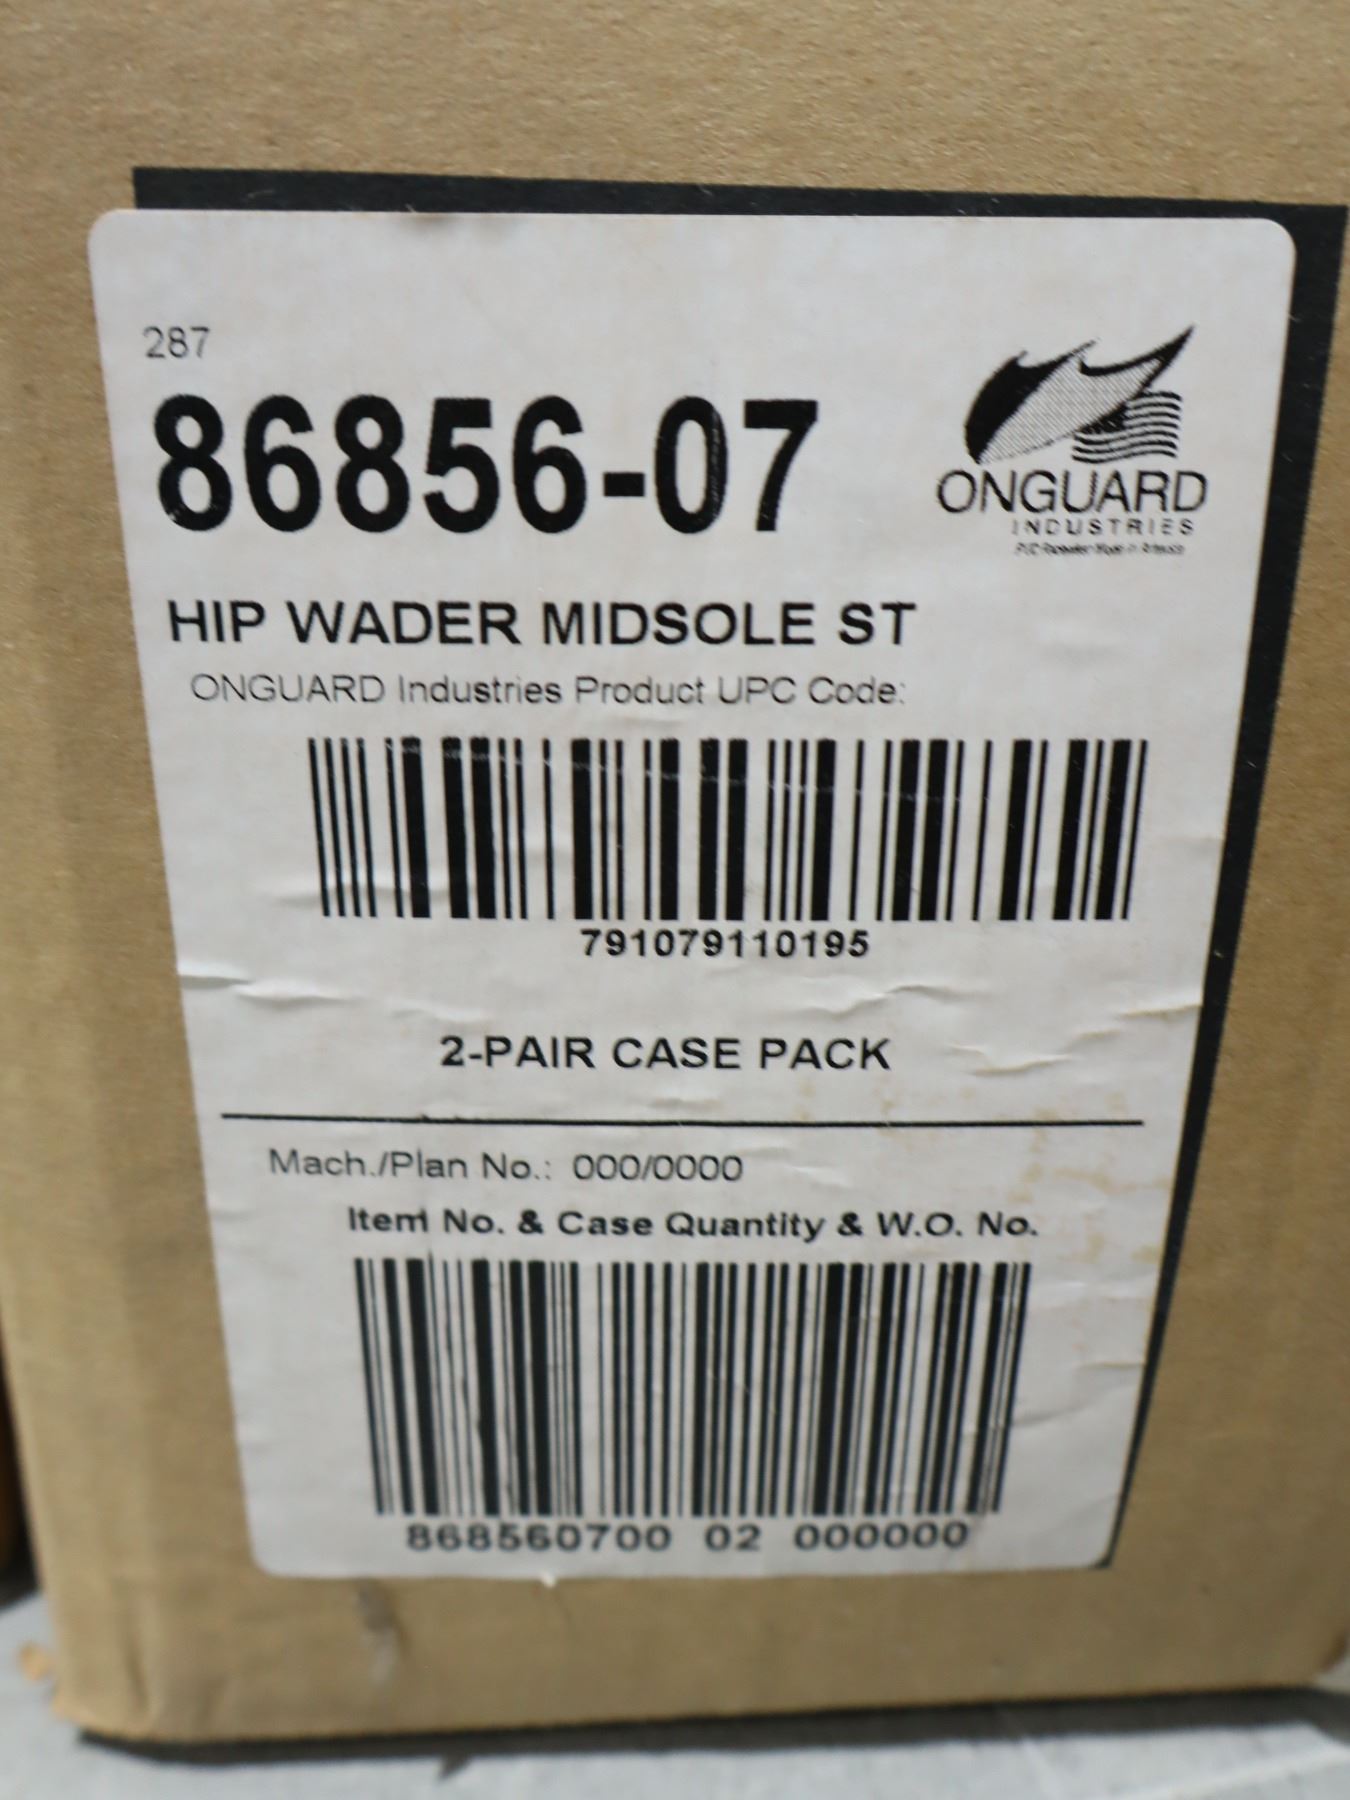 287
86856-07
ONGUARD
INDUSTRIES
HIP WADER MIDSOLE ST
ONGUARD Industries Product UPC Code:
791079110195
2-PAIR CASE PACK
Mach./Plan No.: 000/0000
Item No. & Case Quantity & W.O. No.
868560700 02 000000